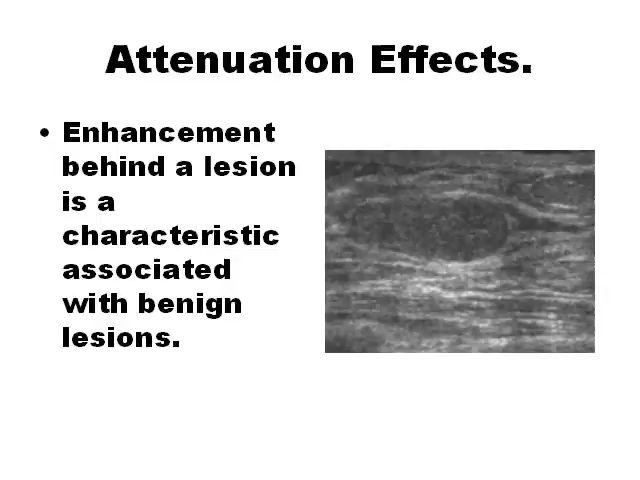 Attenuation Effects.
• Enhancement
behind a lesion
is a
characteristic
associated
with benign
lesions.